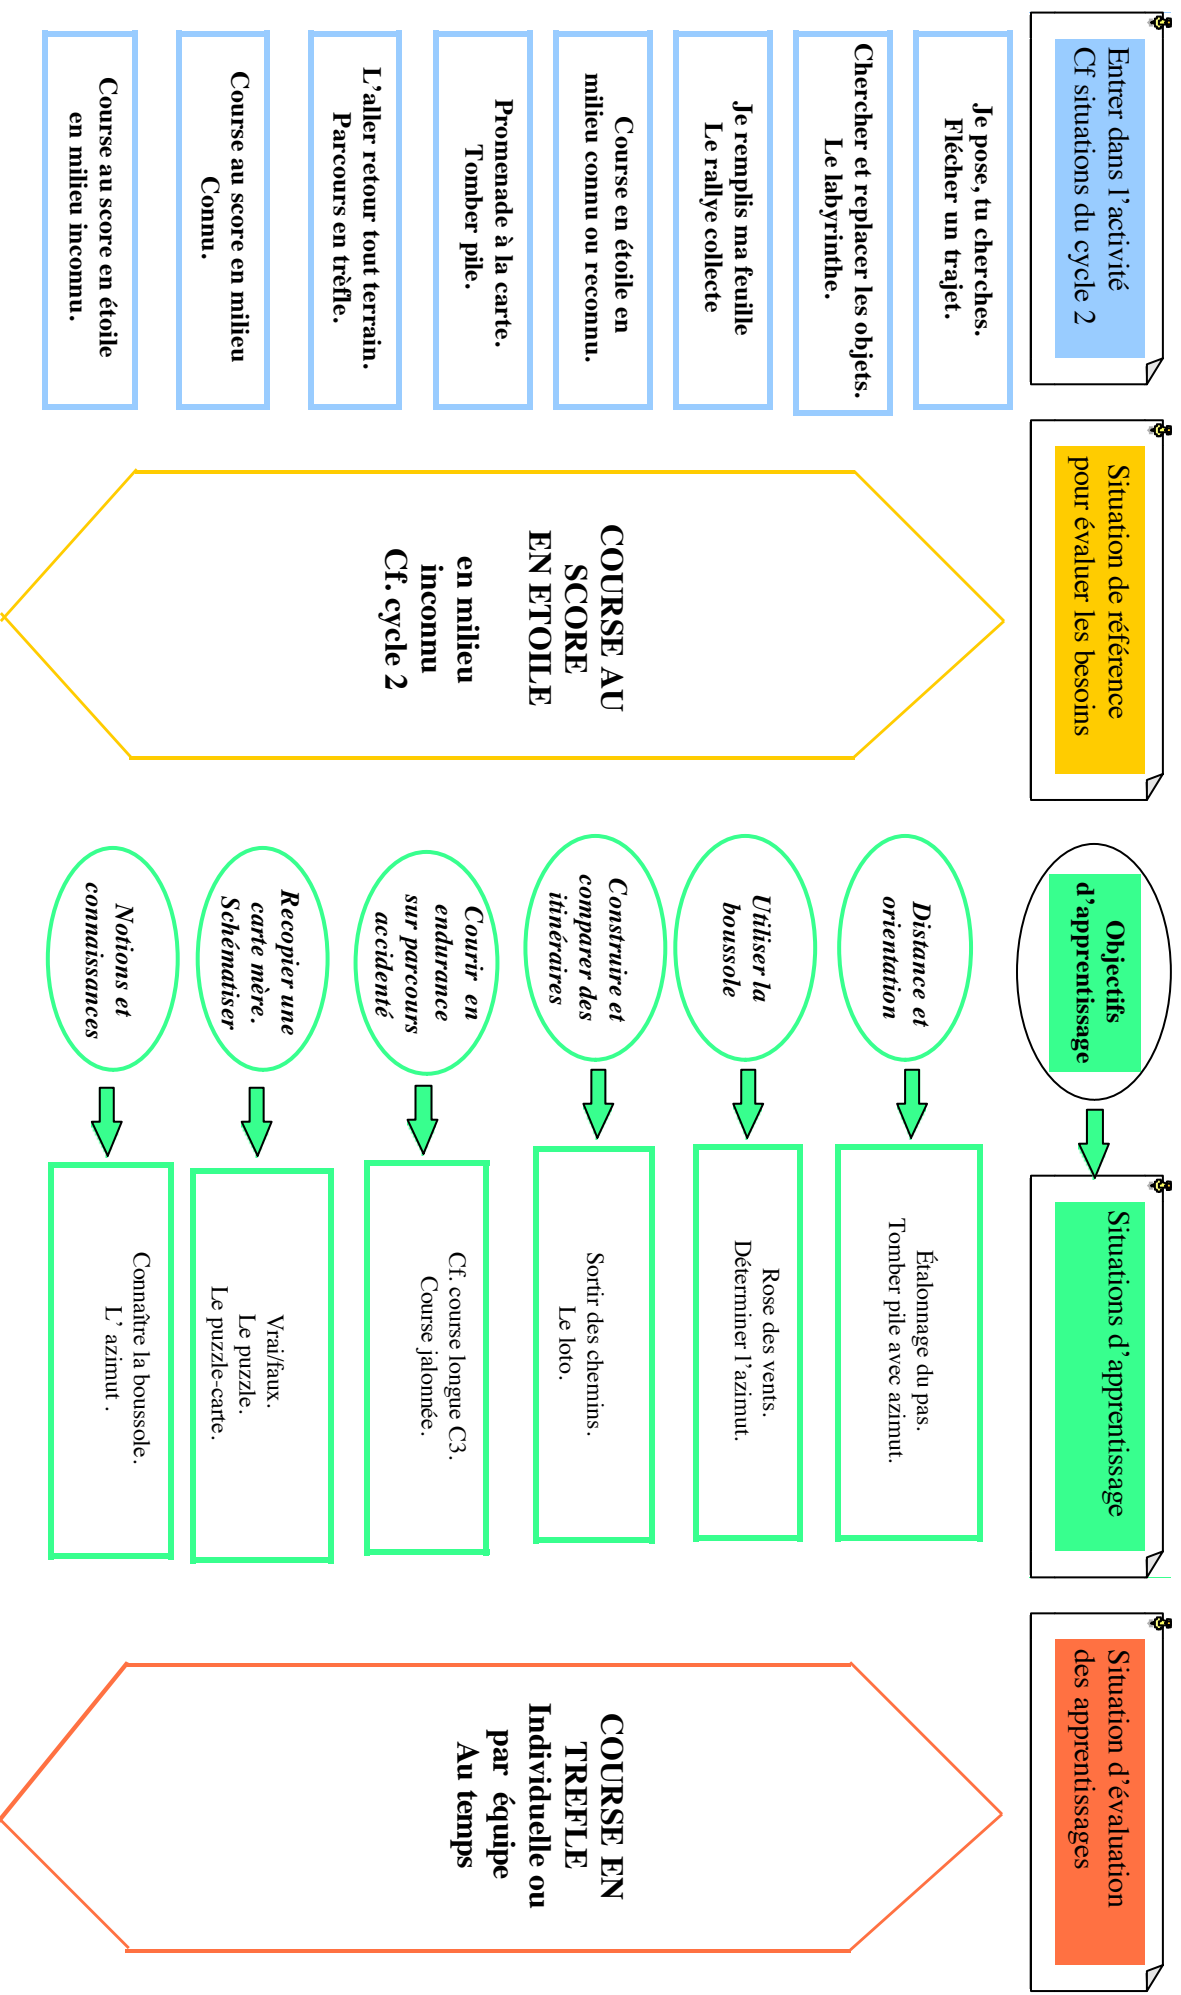 Entrer dans l'activité
Cf situations du cycle 2
Je pose, tu cherches.
Flécher un trajet.
Chercher et replacer les objets.
Le labyrinthe.
Je remplis ma feuille
Le rallye collecte
Course en étoile en
milieu connu ou reconnu.
Promenade à la carte.
Tomber pile.
L'aller retour tout terrain.
Parcours en trèfle.
Course au score en milieu
Connu.
Course au score en étoile
en milieu inconnu.
Situation de référence
pour évaluer les besoins
COURSE AU
SCORE
EN ETOILE
en milieu
inconnu
Cf. cycle 2
Objectifs
d'apprentissage
Distance et
orientation
Utiliser la
boussole
Construire et
comparer des
itinéraires
Courir en
endurance
sur parcours
accidenté
Recopier une
carte mère.
Schématiser
Notions et
connaissances
Situations d'apprentissage
Étalonnage du pas.
Tomber pile avec azimut.
Rose des vents.
Déterminer l'azimut.
Sortir des chemins.
Le loto.
Cf. course longue C3.
Course jalonnée.
Vrai/faux.
Le puzzle.
Le puzzle-carte.
Connaître la boussole.
L' azimut .
Situation d'évaluation
des apprentissages
COURSE EN
TREFLE
Individuelle ou
par équipe
Au temps